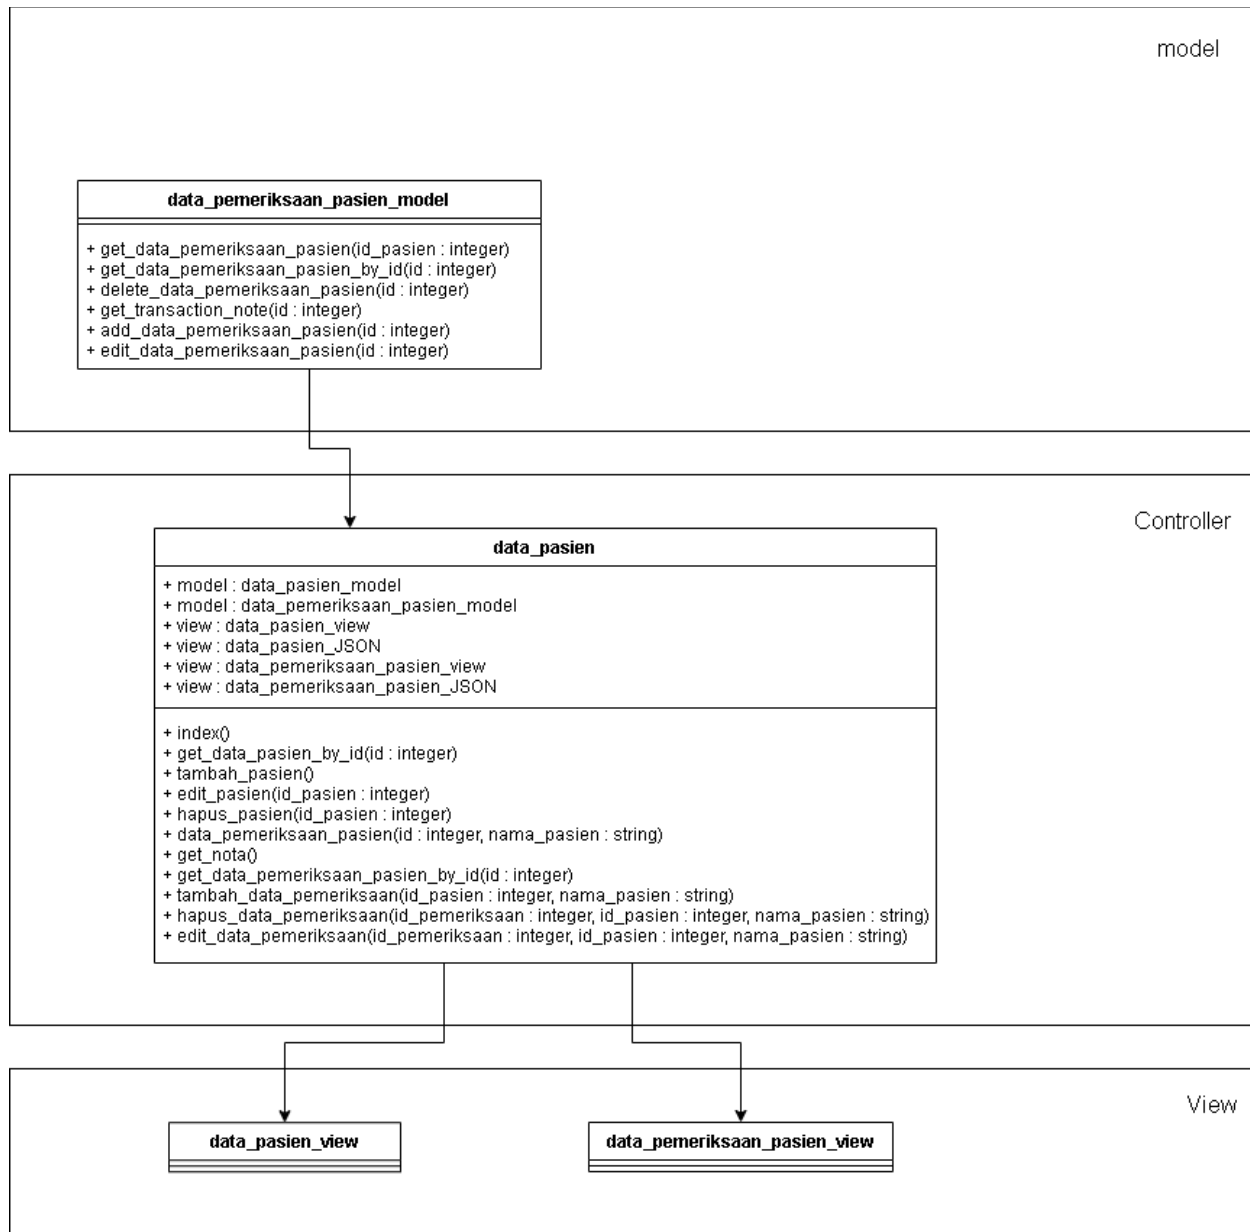 model
data_pemeriksaan_pasien_model
+ get_data_pemeriksaan_pasien(id_pasien : integer)
+ get_data_pemeriksaan_pasien_by_id(id : integer)
+ delete_data_pemeriksaan_pasien(id : integer)
+ get_transaction_note(id : integer)
+ add_data_pemeriksaan_pasien(id : integer)
+ edit_data_pemeriksaan_pasien(id : integer)
Controller
data_pasien
+ model : data_pasien_model
+ model : data_pemeriksaan_pasien_model
+ view : data_pasien_view
+ view : data_pasien_JSON
+ view : data_pemeriksaan_pasien_view
+ view : data_pemeriksaan_pasien_JSON
+ index()
+ get_data_pasien_by_id(id : integer)
+ tambah_pasien()
+ edit_pasien(id_pasien : integer)
+ hapus_pasien(id_pasien : integer)
+ data_pemeriksaan_pasien(id : integer, nama_pasien : string)
+ get_nota()
+ get_data_pemeriksaan_pasien_by_id(id : integer)
+ tambah_data_pemeriksaan(id_pasien : integer, nama_pasien : string)
+ hapus_data_pemeriksaan(id_pemeriksaan : integer, id_pasien : integer, nama_pasien : string)
+ edit_data_pemeriksaan(id_pemeriksaan : integer, id_pasien : integer, nama_pasien : string)
View
data_pasien_view
data_pemeriksaan_pasien_view